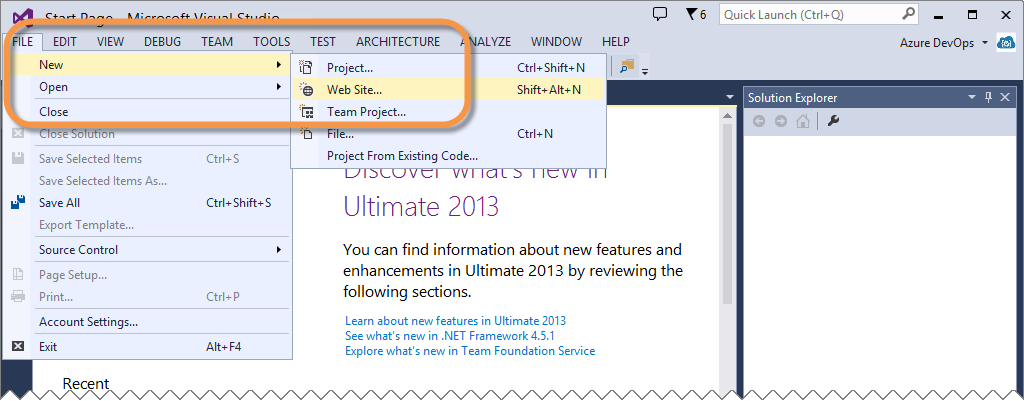 Start Page - Microsoft Visual Studio
6
Quick Launch (Ctrl+Q)
FILE EDIT VIEW DEBUG TEAM TOOLS TEST ARCHITECTURE ANALYZE WINDOW HELP
Azure DevOps
New
Open
Close
Close Solution
Save Selected Items Ctrl+S
Save Selected Items As...
Save All Ctrl+Shift+S
Export Template...
Source Control
Page Setup...
Print... Ctrl+P
Account Settings...
Exit Alt+F4
Project... Ctrl+Shift+N
Web Site... Shift+Alt+N
Team Project...
File... Ctrl+N
Project From Existing Code...
Solution Explorer
Discover what's new in
Ultimate 2013
You can find information about new features and
enhancements in Ultimate 2013 by reviewing the
following sections.
Learn about new features in Ultimate 2013
See what's new in .NET Framework 4.5.1
Explore what's new in Team Foundation Service
Recent